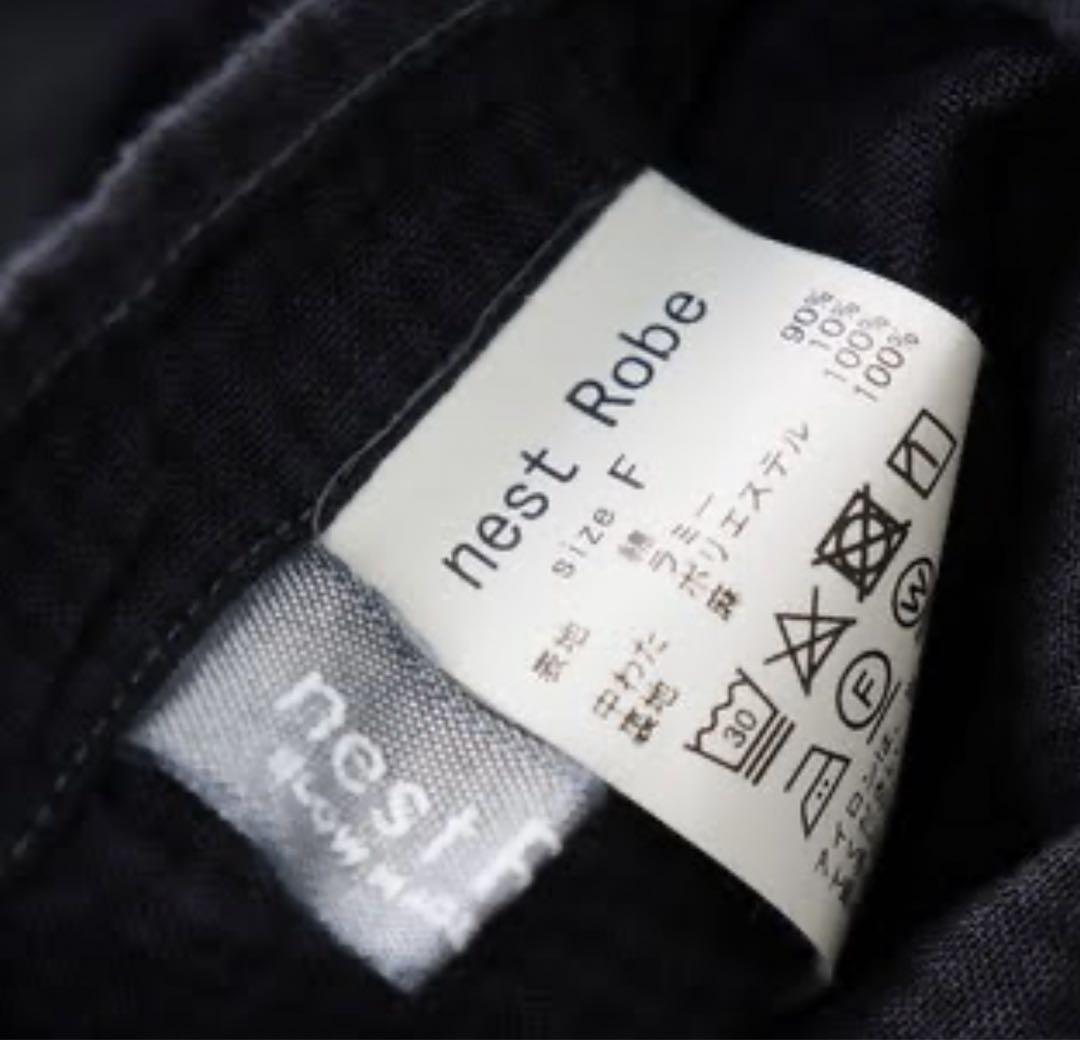 nest Robe
size F
表地 綿 90%
ラミー 10%
中わた ポリエステル 100%
裏地 麻 100%
30
F
W
nest